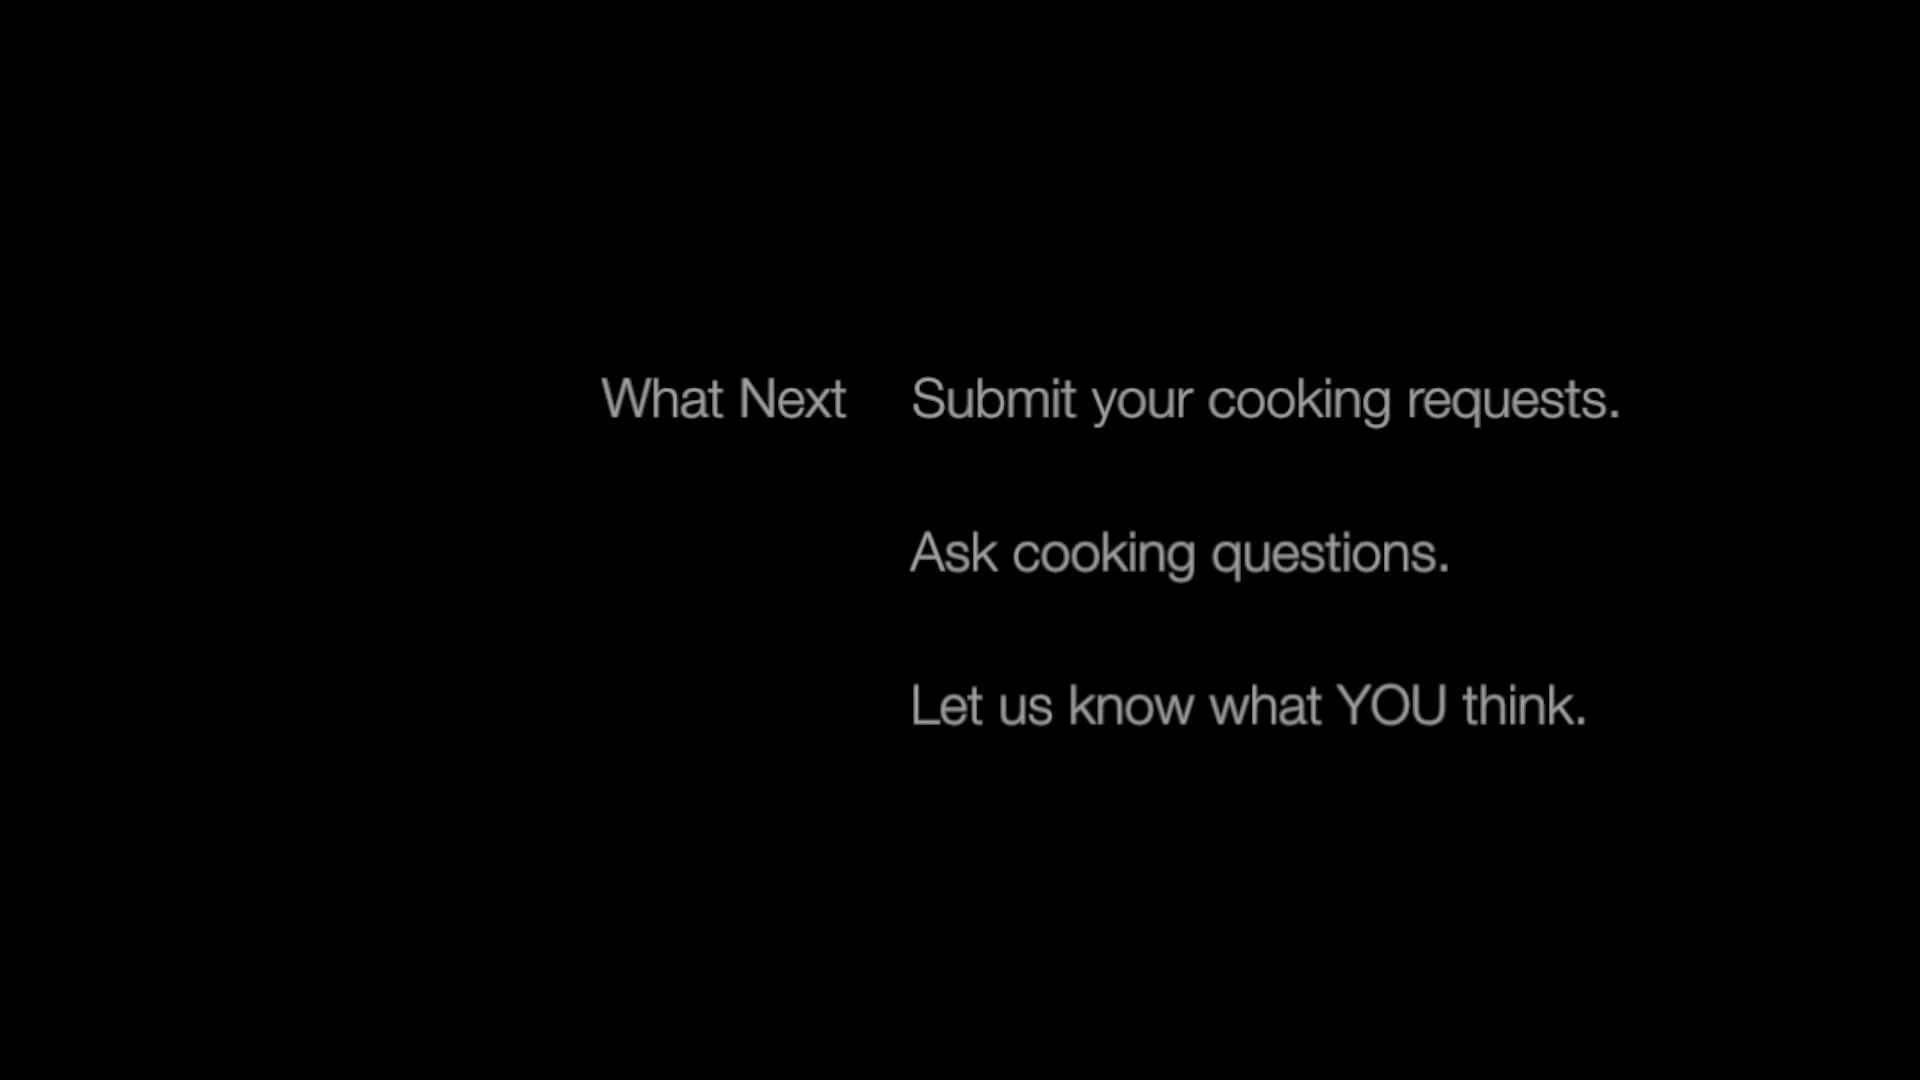 What Next Submit your cooking requests.
Ask cooking questions.
Let us know what YOU think.